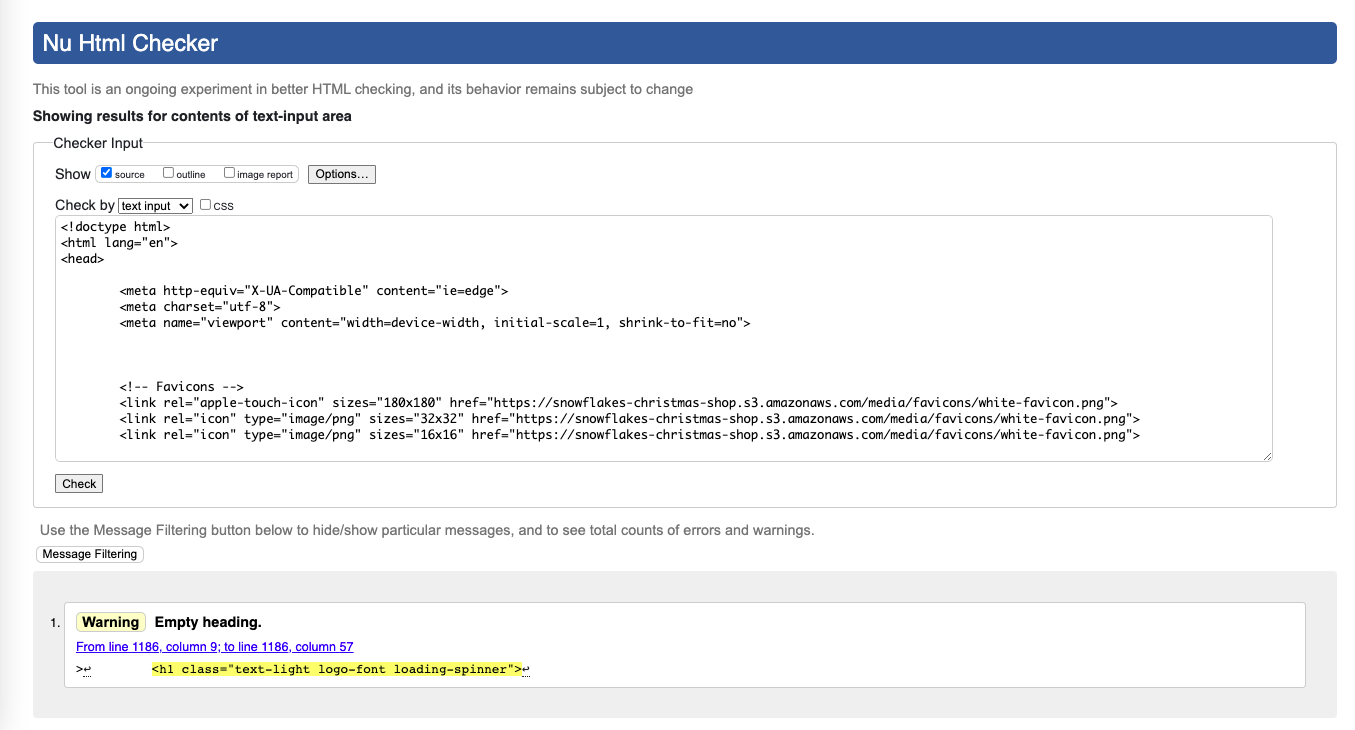 Nu Html Checker
This tool is an ongoing experiment in better HTML checking, and its behavior remains subject to change
Showing results for contents of text-input area
Checker Input
Show source outline image report Options...
Check by text input css
<!doctype html>
<html lang="en">
<head>
<meta http-equiv="X-UA-Compatible" content="ie=edge">
<meta charset="utf-8">
<meta name="viewport" content="width=device-width, initial-scale=1, shrink-to-fit=no">
<!-- Favicons -->
<link rel="apple-touch-icon" sizes="180x180" href="https://snowflakes-christmas-shop.s3.amazonaws.com/media/favicons/white-favicon.png">
<link rel="icon" type="image/png" sizes="32x32" href="https://snowflakes-christmas-shop.s3.amazonaws.com/media/favicons/white-favicon.png">
<link rel="icon" type="image/png" sizes="16x16" href="https://snowflakes-christmas-shop.s3.amazonaws.com/media/favicons/white-favicon.png">
Check
Use the Message Filtering button below to hide/show particular messages, and to see total counts of errors and warnings.
Message Filtering
1. Warning Empty heading.
From line 1186, column 9; to line 1186, column 57
>↩ <h1 class="text-light logo-font loading-spinner">↩